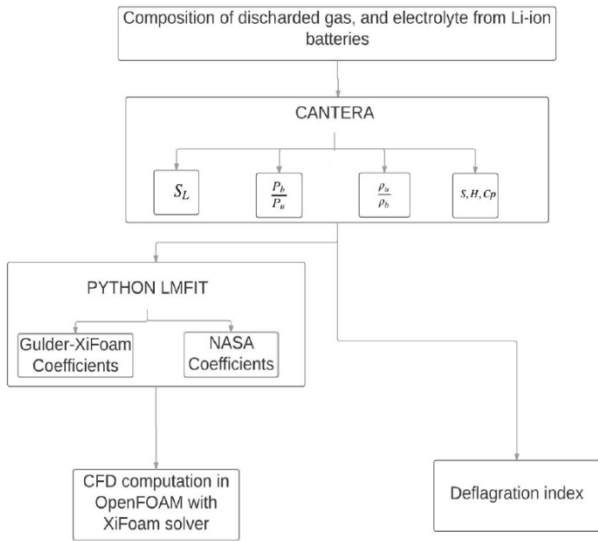 Composition of discharded gas, and electrolyte from Li-ion
batteries
CANTERA
S_L
P_b
P_u
ρ_u
ρ_b
S, H, Cp
PYTHON LMFIT
Gulder-XiFoam
Coefficients
NASA
Coefficients
CFD computation in
OpenFOAM with
XiFoam solver
Deflagration index